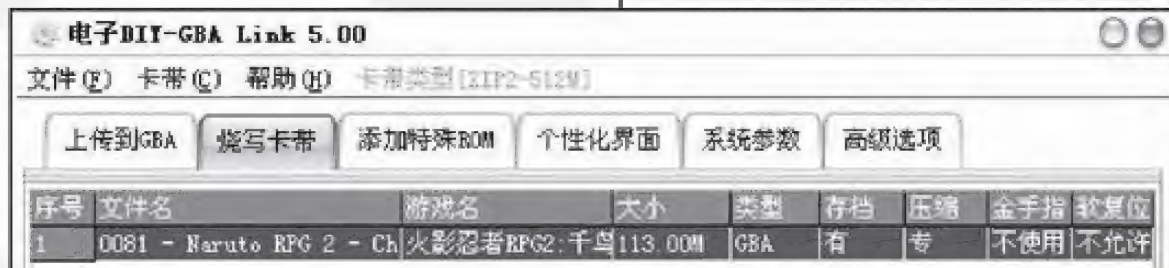 电子DIY-GBA Link 5.00
文件(F) 卡带(C) 帮助(H) 卡带类型[ZIP2-512M]
上传到GBA 烧写卡带 添加特殊ROM 个性化界面 系统参数 高级选项
序号 文件名 游戏名 大小 类型 存档 压缩 金手指 软复位
1 0081 - Naruto RPG 2 - Ch 火影忍者RPG2:千鸟 113.00M GBA 有 专 不使用 不允许